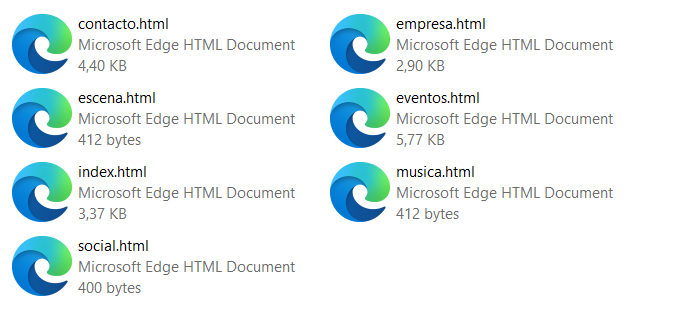 contacto.html
Microsoft Edge HTML Document
4,40 KB
empresa.html
Microsoft Edge HTML Document
2,90 KB
escena.html
Microsoft Edge HTML Document
412 bytes
eventos.html
Microsoft Edge HTML Document
5,77 KB
index.html
Microsoft Edge HTML Document
3,37 KB
musica.html
Microsoft Edge HTML Document
412 bytes
social.html
Microsoft Edge HTML Document
400 bytes